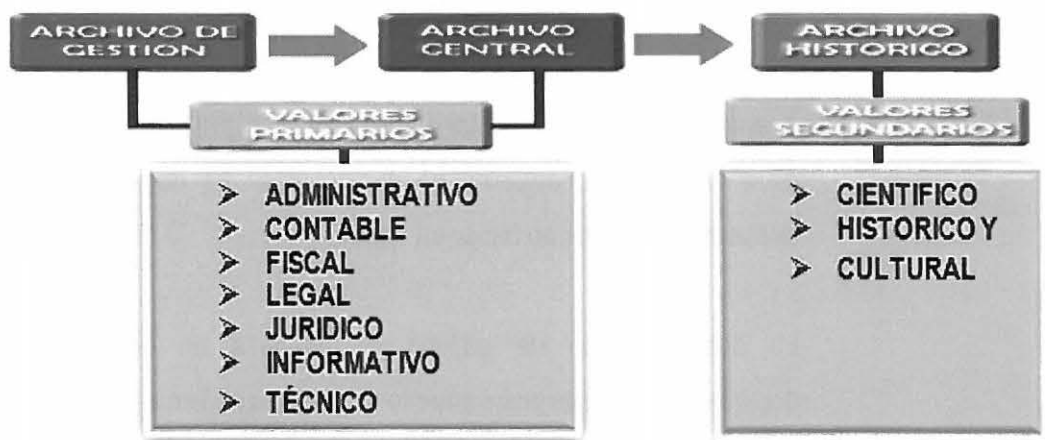 ARCHIVO DE
GESTION
ARCHIVO
CENTRAL
ARCHIVO
HISTORICO
VALORES
PRIMARIOS
VALORES
SECUNDARIOS
ADMINISTRATIVO
CONTABLE
FISCAL
LEGAL
JURIDICO
INFORMATIVO
TÉCNICO
CIENTIFICO
HISTORICO Y
CULTURAL